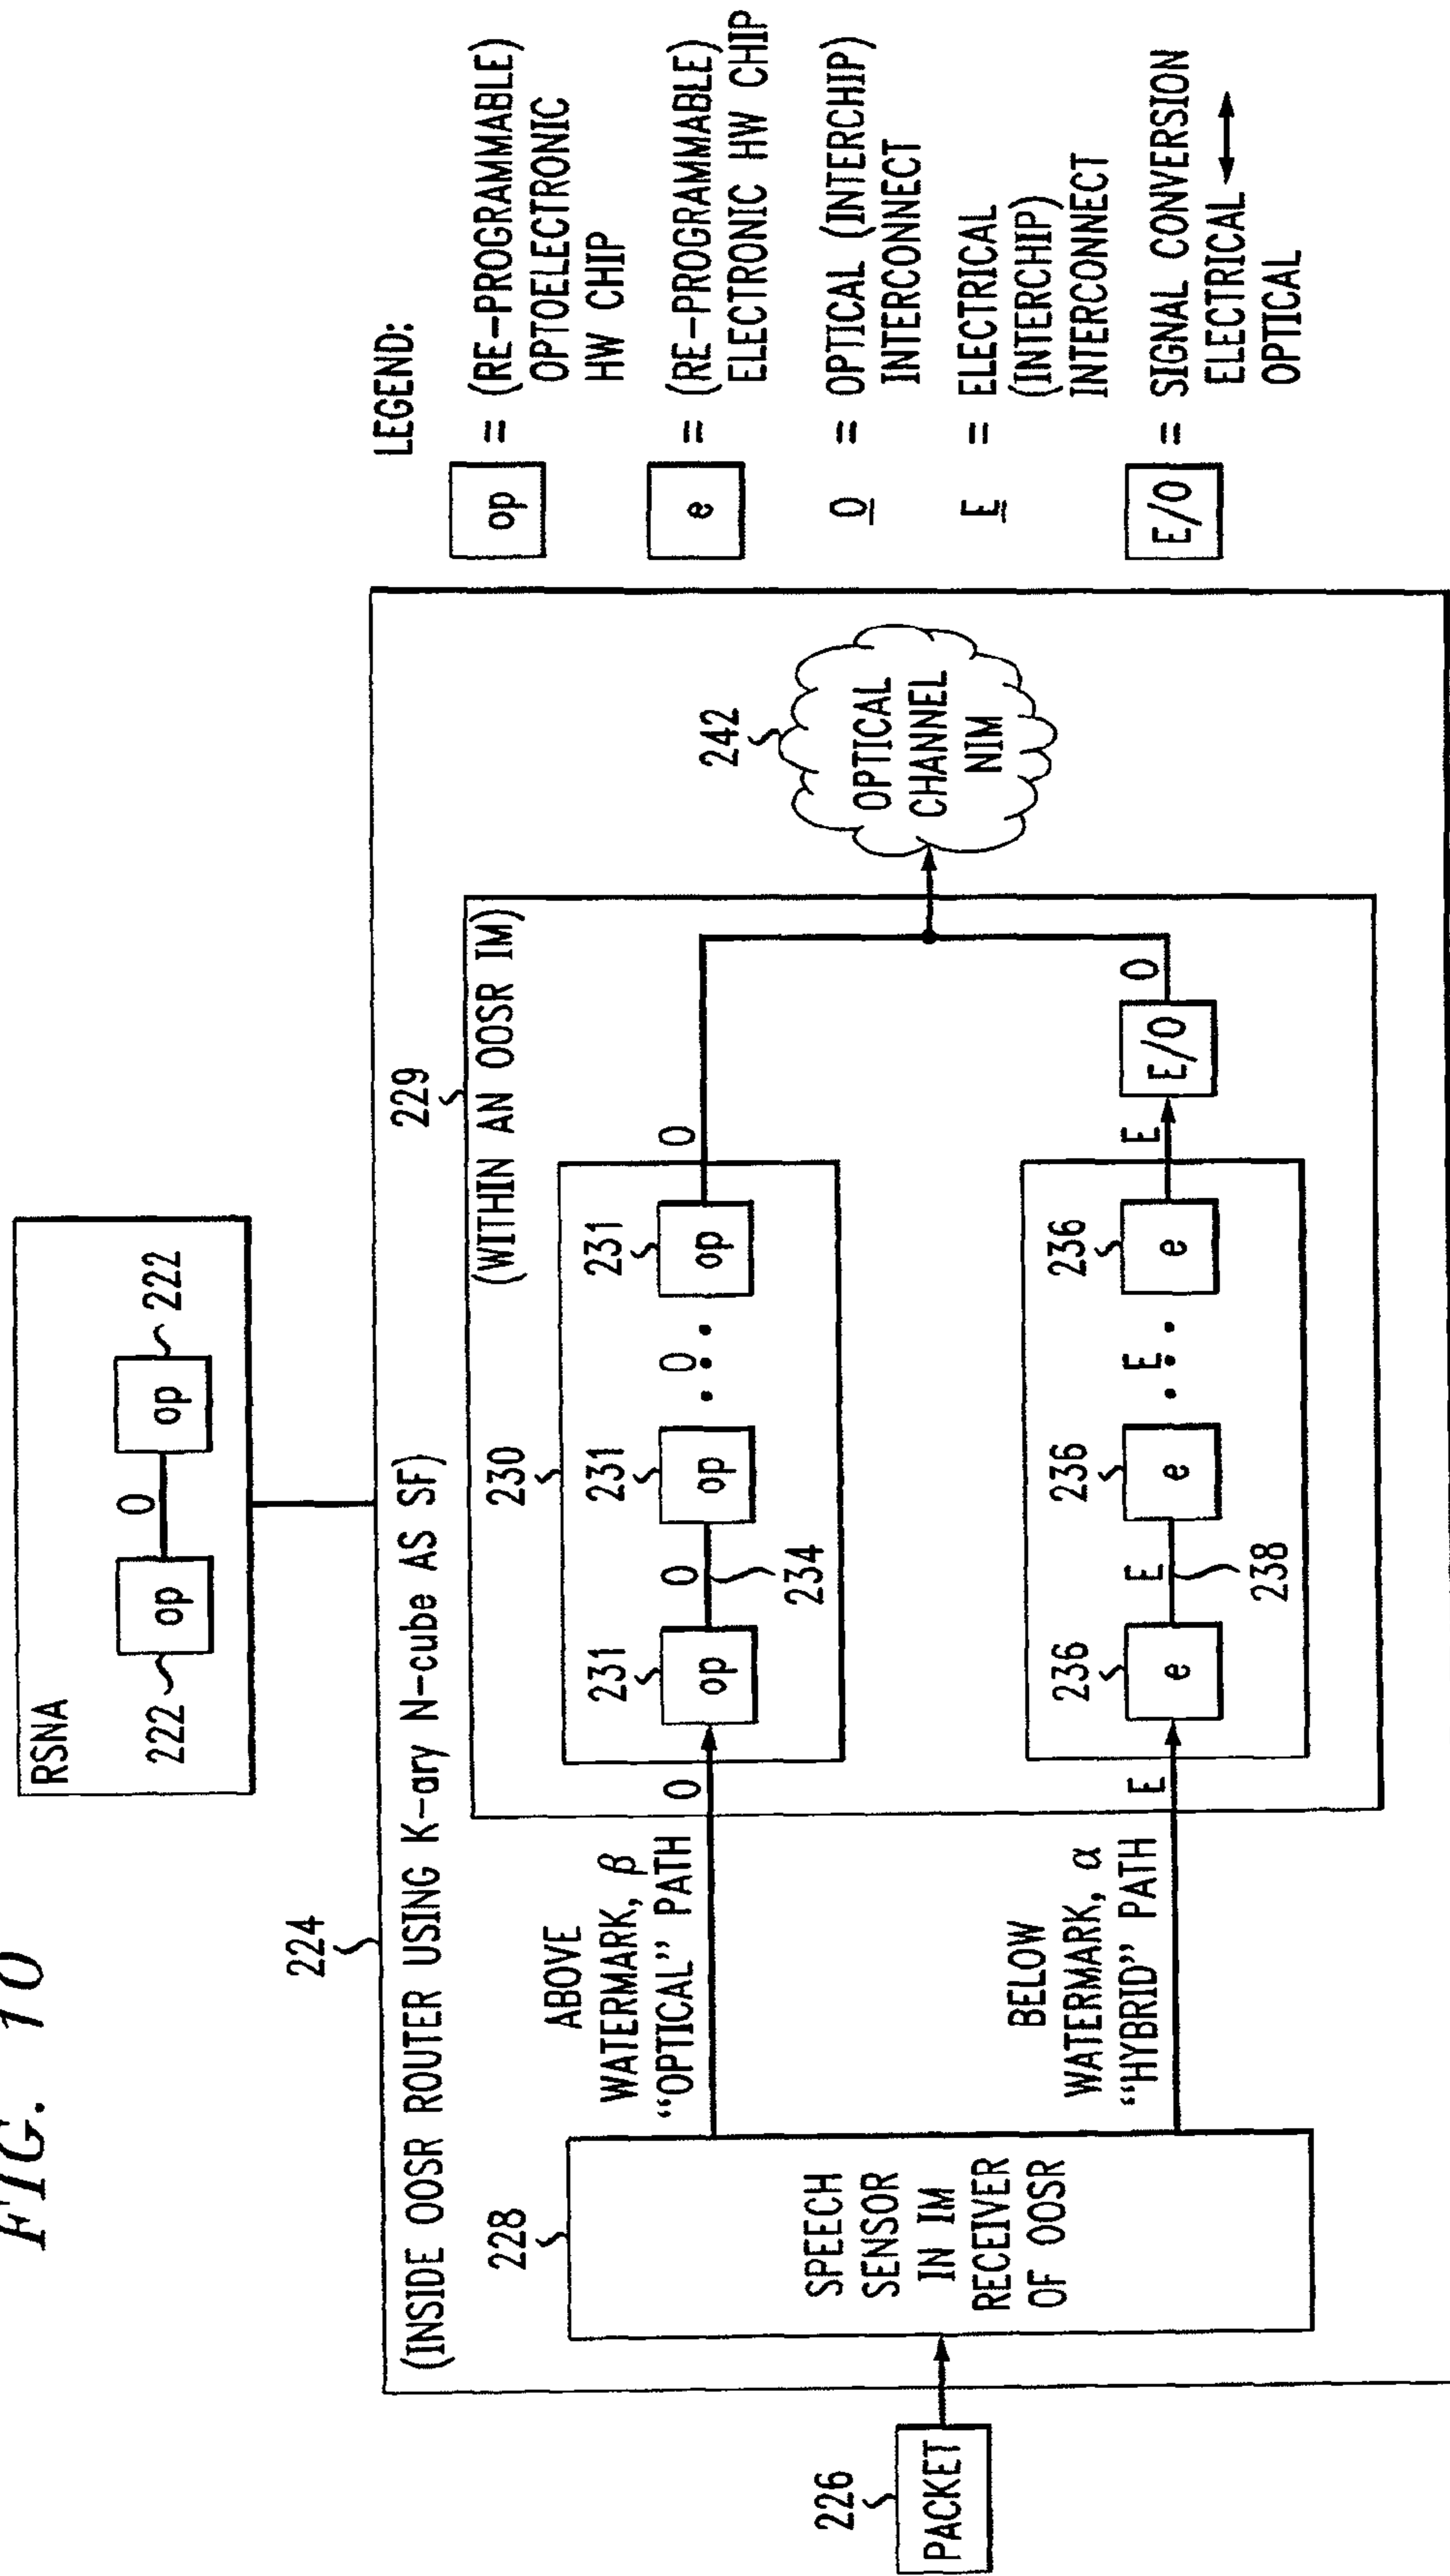 FIG. 10
RSNA
222
op
O
op
222
224
(INSIDE OOSR ROUTER USING K-ary N-cube AS SF)
226
PACKET
228
SPEECH
SENSOR
IN IM
RECEIVER
OF OOSR
ABOVE
WATERMARK, β
“OPTICAL” PATH
BELOW
WATERMARK, α
“HYBRID” PATH
229
(WITHIN AN OOSR IM)
230
O
231
op
O
234
231
op
O
231
op
O
E
236
e
E
238
236
e
E
236
e
E
E/O
O
242
OPTICAL
CHANNEL
NIM
LEGEND:
op = (RE-PROGRAMMABLE)
OPTOELECTRONIC
HW CHIP
e = (RE-PROGRAMABLE)
ELECTRONIC HW CHIP
O = OPTICAL (INTERCHIP)
INTERCONNECT
E = ELECTRICAL
(INTERCHIP)
INTERCONNECT
E/O = SIGNAL CONVERSION
ELECTRICAL ↔
OPTICAL